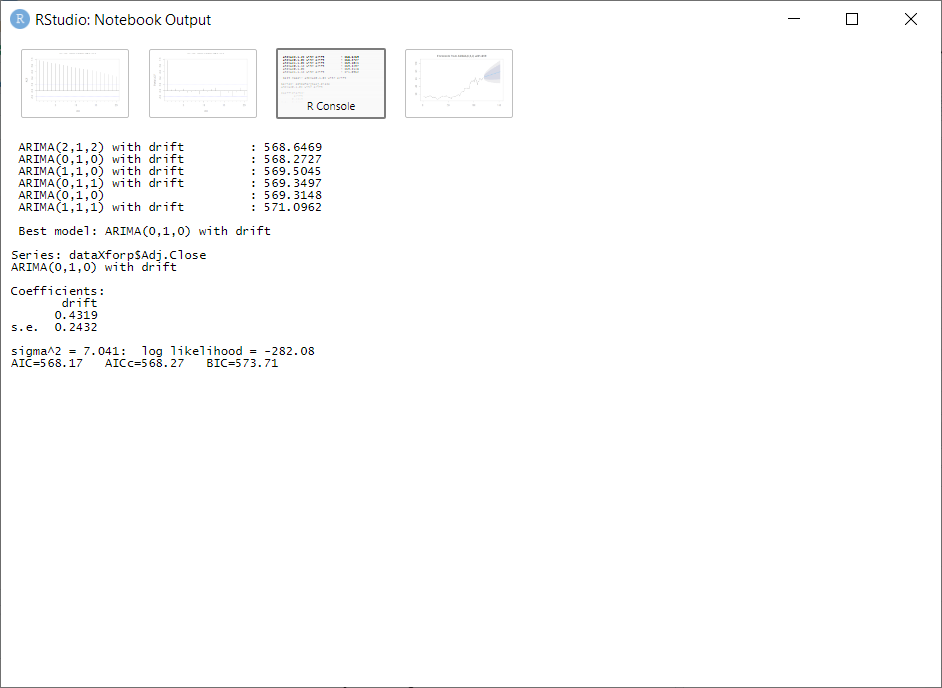 RStudio: Notebook Output
R Console
ARIMA(2,1,2) with drift : 568.6469
ARIMA(0,1,0) with drift : 568.2727
ARIMA(1,1,0) with drift : 569.5045
ARIMA(0,1,1) with drift : 569.3497
ARIMA(0,1,0) : 569.3148
ARIMA(1,1,1) with drift : 571.0962
Best model: ARIMA(0,1,0) with drift
Series: dataXforp$Adj.Close
ARIMA(0,1,0) with drift
Coefficients:
drift
0.4319
s.e. 0.2432
sigma^2 = 7.041: log likelihood = -282.08
AIC=568.17 AICc=568.27 BIC=573.71